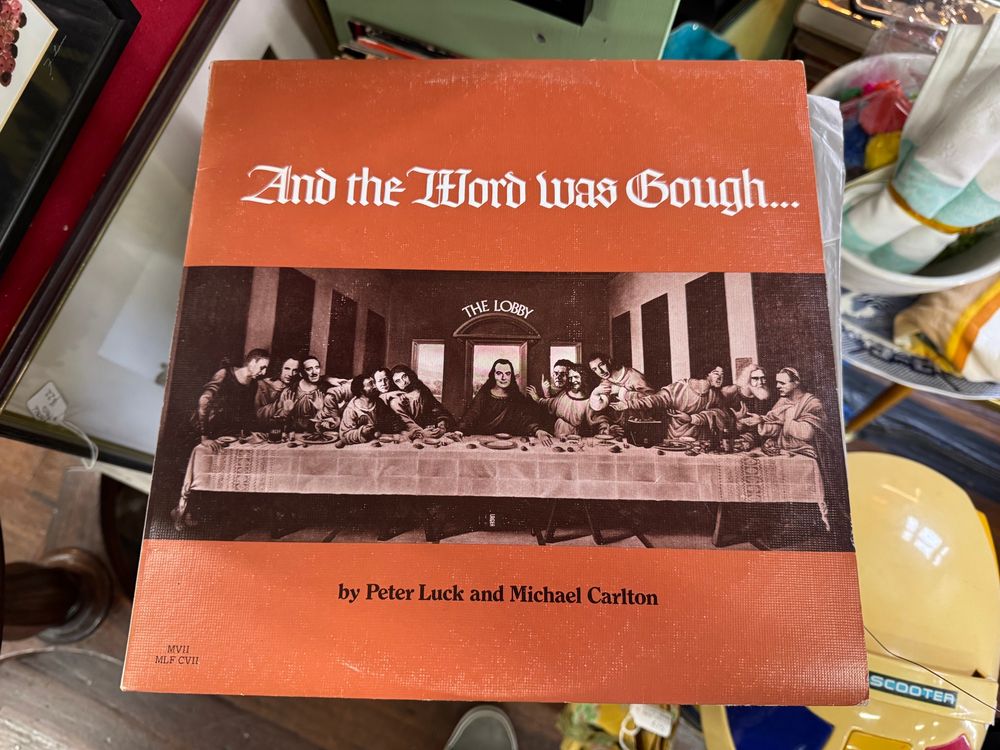 And the Word was Gough...
THE LOBBY
by Peter Luck and Michael Carlton
MVII
MLF CVII
SCOOTER